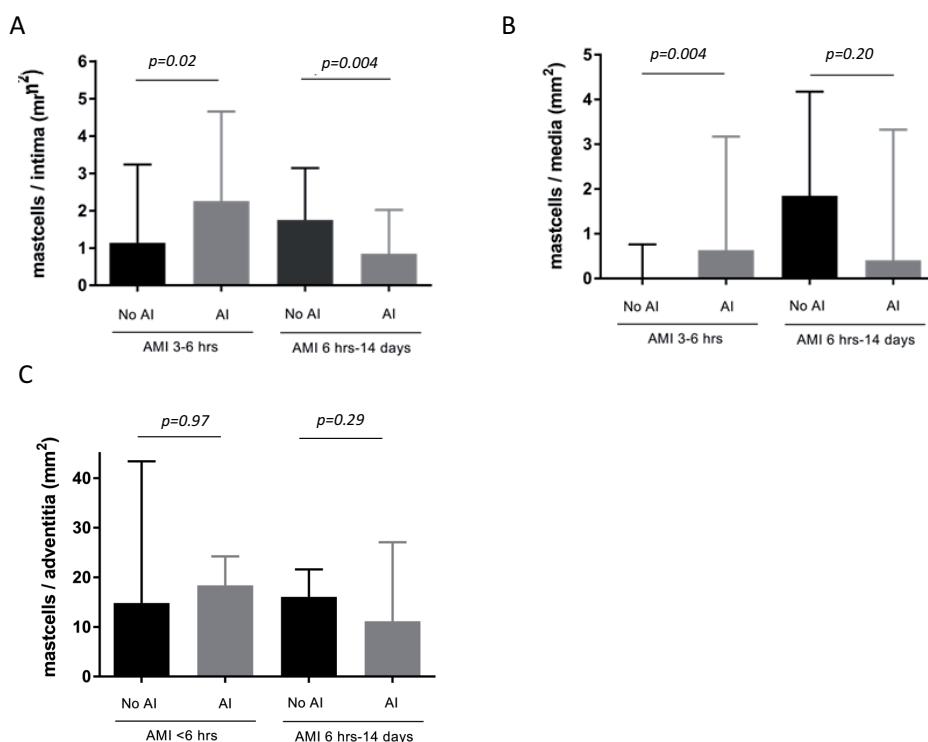 A
mastcells / intima (mm²)
6
5
4
3
2
1
0
p=0.02
p=0.004
No AI
AI
No AI
AI
AMI 3-6 hrs
AMI 6 hrs-14 days
B
mastcells / media (mm²)
5
4
3
2
1
0
p=0.004
p=0.20
No AI
AI
No AI
AI
AMI 3-6 hrs
AMI 6 hrs-14 days
C
mastcells / adventitia (mm²)
40
30
20
10
0
p=0.97
p=0.29
No AI
AI
No AI
AI
AMI <6 hrs
AMI 6 hrs-14 days